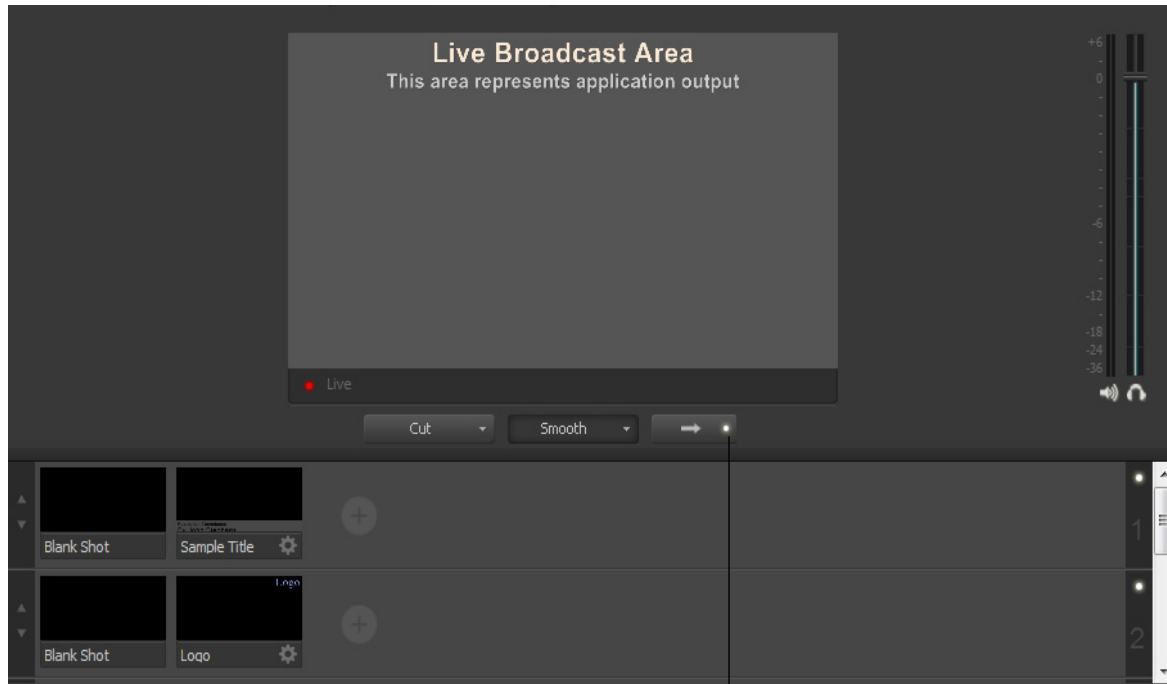 Live Broadcast Area
This area represents application output
+6
-
0
-
-
-
-
-
-
-6
-
-
-
-12
-
-18
-24
-36
Live
Cut
Smooth
Blank Shot
Sample Title
1
Logo
Blank Shot
Logo
2